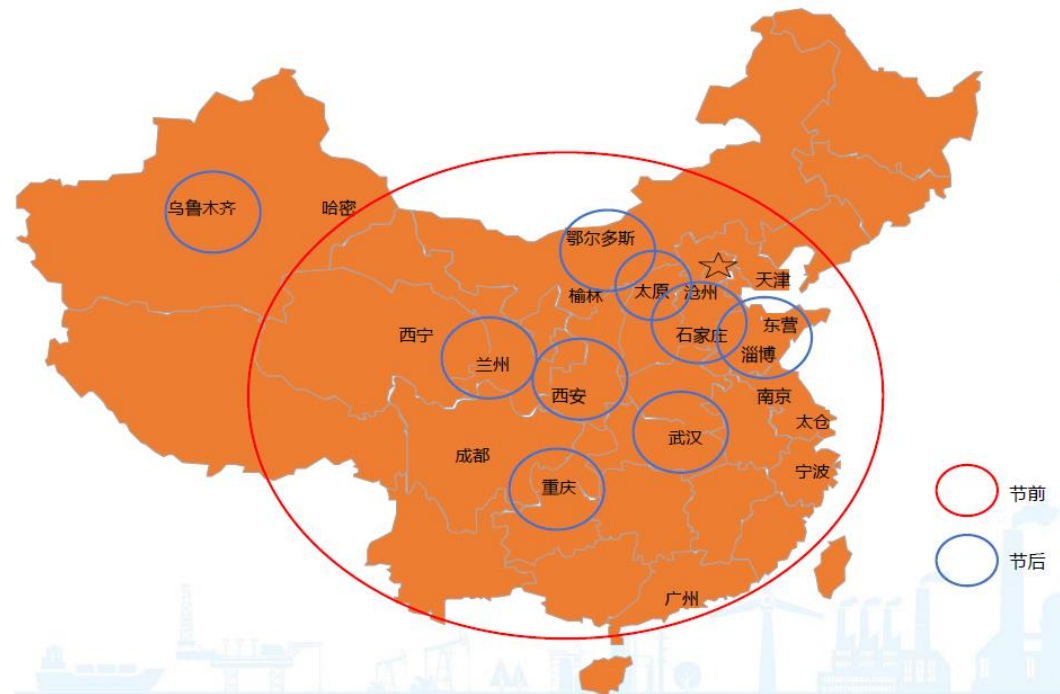 乌鲁木齐
哈密
鄂尔多斯
天津
榆林
太原
沧州
东营
西宁
石家庄
淄博
兰州
西安
南京
太仓
武汉
成都
宁波
重庆
节前
节后
广州